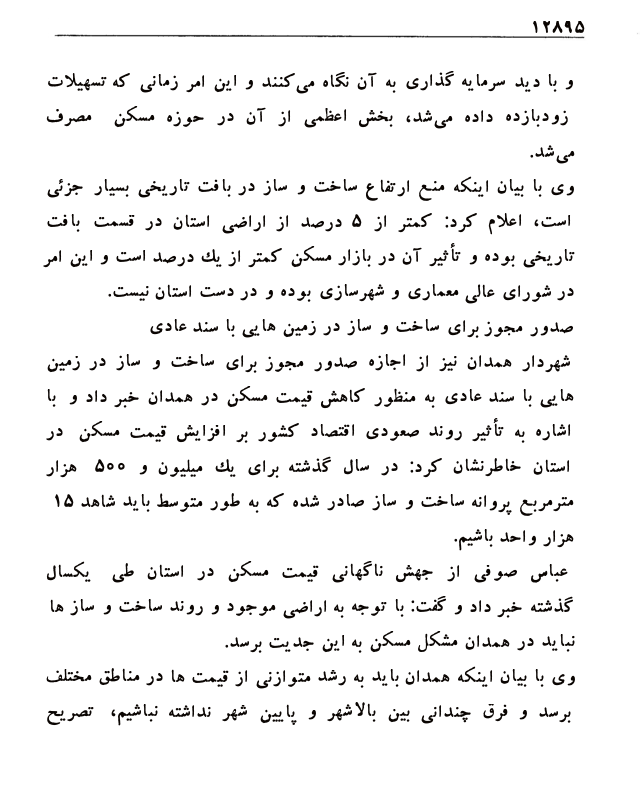 ۱۲۸۹۵
و با دید سرمایه گذاری به آن نگاه می‌کنند و این امر زمانی که تسهیلات
زودبازده داده می‌شد، بخش اعظمی از آن در حوزه مسکن مصرف
می‌شد.
وی با بیان اینکه منع ارتفاع ساخت و ساز در بافت تاریخی بسیار جزئی
است، اعلام کرد: کمتر از ۵ درصد از اراضی استان در قسمت بافت
تاریخی بوده و تأثیر آن در بازار مسکن کمتر از یك درصد است و این امر
در شورای عالی معماری و شهرسازی بوده و در دست استان نیست.
صدور مجوز برای ساخت و ساز در زمین هایی با سند عادی
شهردار همدان نیز از اجازه صدور مجوز برای ساخت و ساز در زمین
هایی با سند عادی به منظور کاهش قیمت مسکن در همدان خبر داد و با
اشاره به تأثیر روند صعودی اقتصاد کشور بر افزایش قیمت مسکن در
استان خاطرنشان کرد: در سال گذشته برای یك میلیون و ۵۰۰ هزار
مترمربع پروانه ساخت و ساز صادر شده که به طور متوسط باید شاهد ۱۵
هزار واحد باشیم.
عباس صوفی از جهش ناگهانی قیمت مسکن در استان طی یکسال
گذشته خبر داد و گفت: با توجه به اراضی موجود و روند ساخت و ساز ها
نباید در همدان مشکل مسکن به این جدیت برسد.
وی با بیان اینکه همدان باید به رشد متوازنی از قیمت ها در مناطق مختلف
برسد و فرق چندانی بین بالاشهر و پایین شهر نداشته نباشیم، تصریح